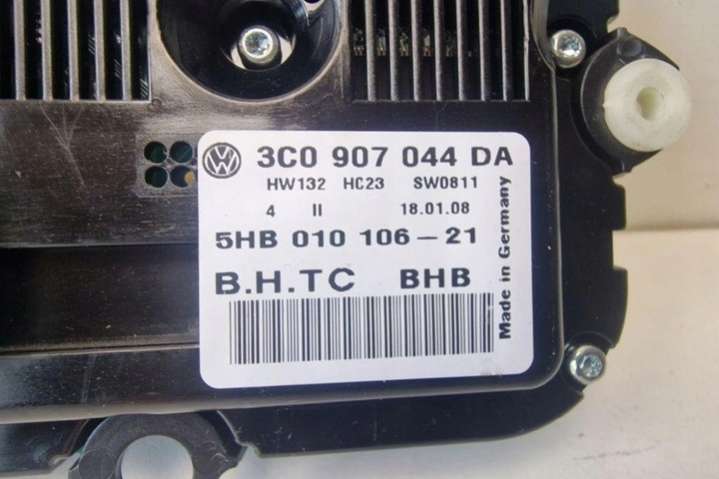 3C0 907 044 DA
HW132 HC23 SW0811
4 II 18.01.08
5HB 010 106-21
B.H.TC BHB
Made in Germany